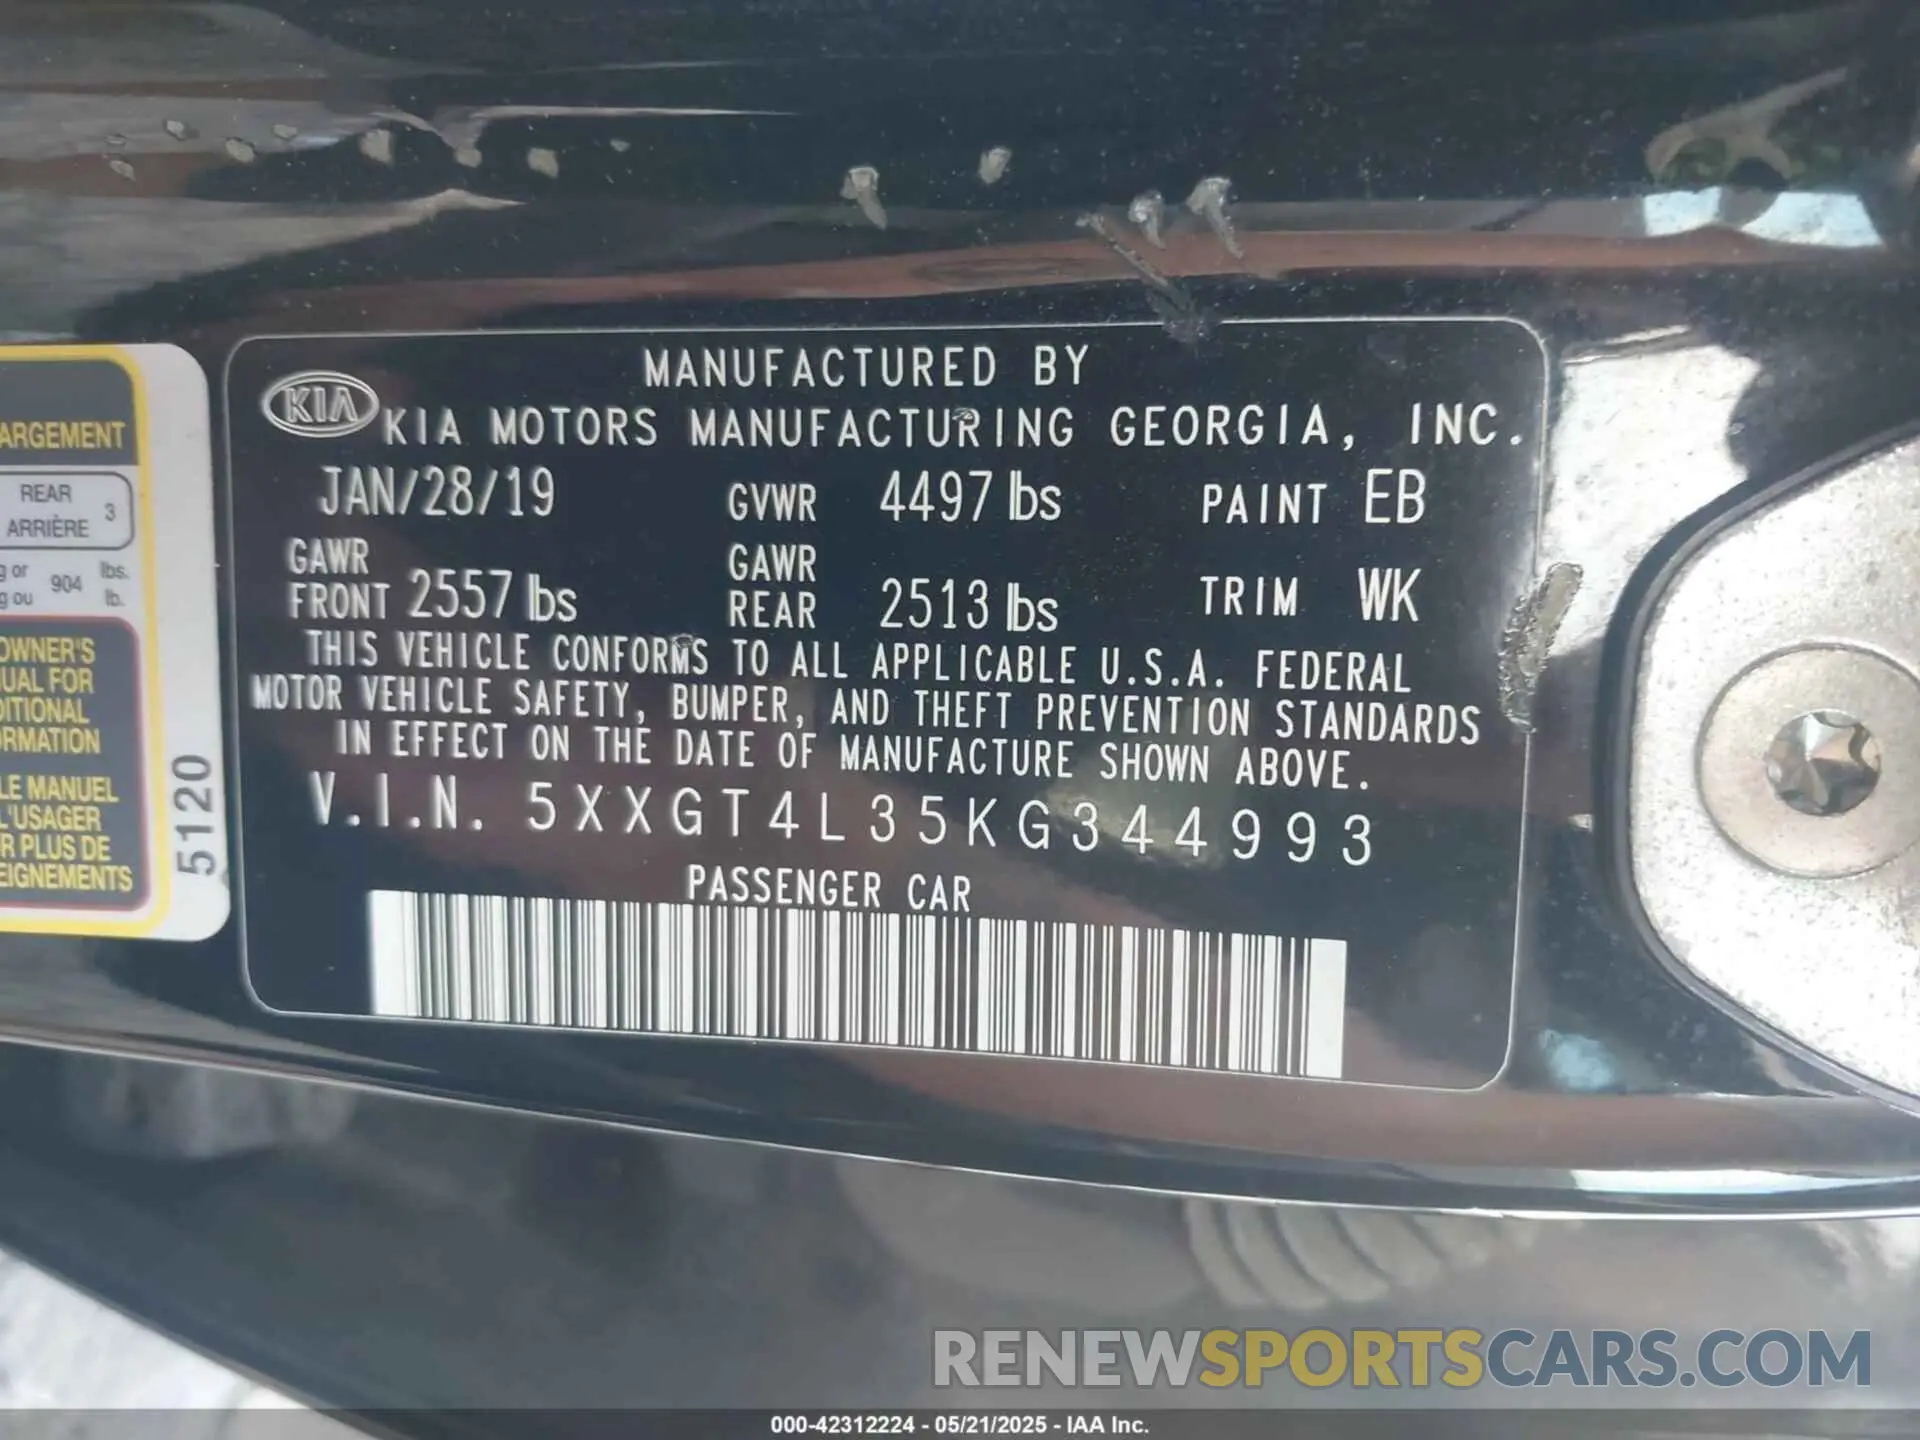 MANUFACTURED BY
KIA
KIA MOTORS MANUFACTURING GEORGIA, INC.
JAN/28/19 GVWR 4497 lbs PAINT EB
GAWR FRONT 2557 lbs GAWR REAR 2513 lbs TRIM WK
THIS VEHICLE CONFORMS TO ALL APPLICABLE U.S.A. FEDERAL
MOTOR VEHICLE SAFETY, BUMPER, AND THEFT PREVENTION STANDARDS
IN EFFECT ON THE DATE OF MANUFACTURE SHOWN ABOVE.
V.I.N. 5XXGT4L35KG344993
PASSENGER CAR
ARGEMENT
REAR
ARRIÈRE 3
g or 904 lbs.
g ou lb.
OWNER'S
UAL FOR
DITIONAL
ORMATION
LE MANUEL
L'USAGER
R PLUS DE
EIGNEMENTS
5120
RENEWSPORTSCARS.COM
000-42312224 - 05/21/2025 - IAA Inc.